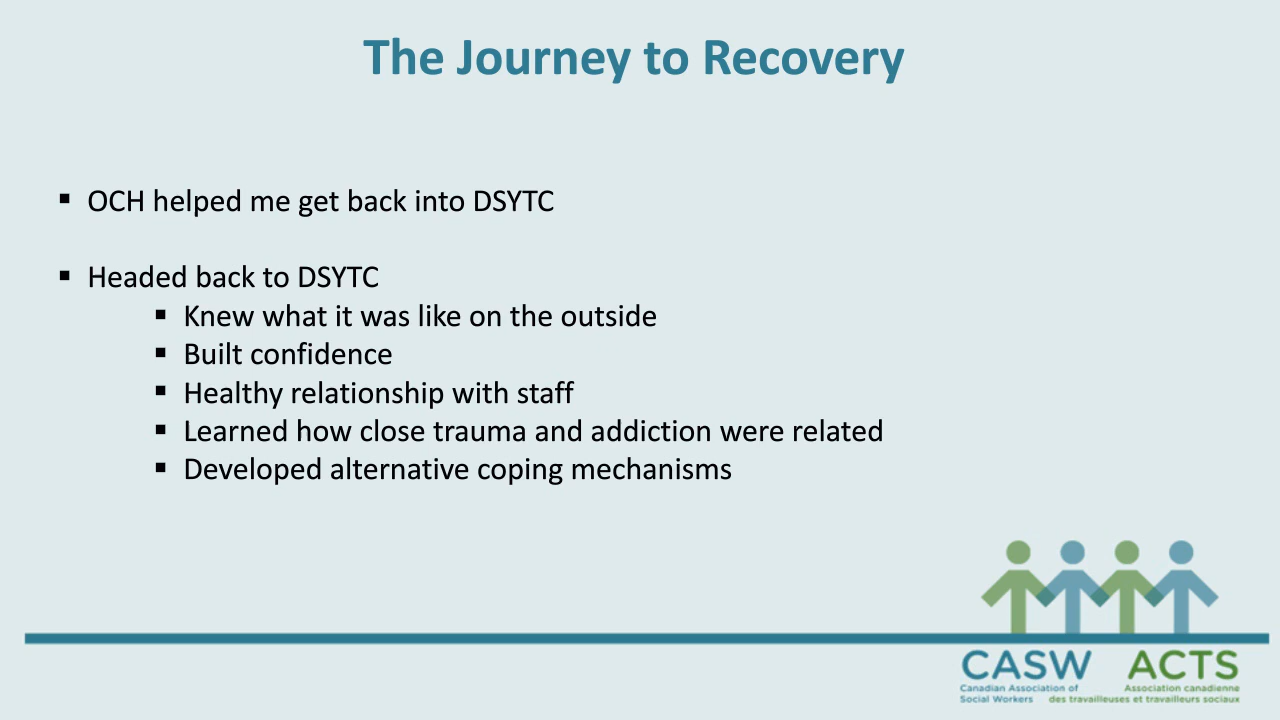 The Journey to Recovery
▪ OCH helped me get back into DSYTC
▪ Headed back to DSYTC
▪ Knew what it was like on the outside
▪ Built confidence
▪ Healthy relationship with staff
▪ Learned how close trauma and addiction were related
▪ Developed alternative coping mechanisms
CASW ACTS
Canadian Association of Association canadienne
Social Workers des travailleuses et travailleurs sociaux